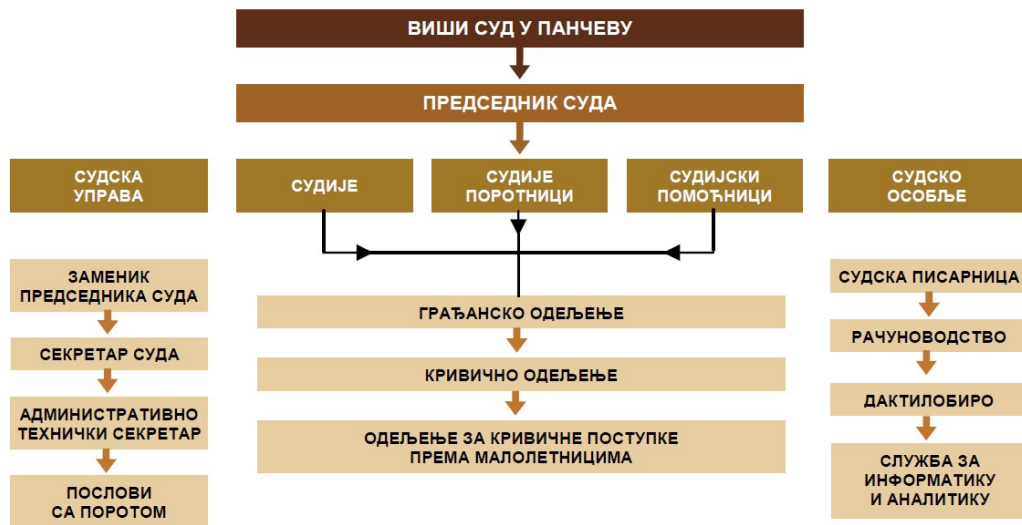 ВИШИ СУД У ПАНЧЕВУ
ПРЕДСЕДНИК СУДА
СУДСКА
УПРАВА
СУДИЈЕ
СУДИЈЕ
ПОРОТНИЦИ
СУДИЈСКИ
ПОМОЋНИЦИ
СУДСКО
ОСОБЉЕ
ЗАМЕНИК
ПРЕДСЕДНИКА СУДА
СЕКРЕТАР СУДА
АДМИНИСТРАТИВНО
ТЕХНИЧКИ СЕКРЕТАР
ПОСЛОВИ
СА ПОРОТОМ
ГРАЂАНСКО ОДЕЉЕЊЕ
КРИВИЧНО ОДЕЉЕЊЕ
ОДЕЉЕЊЕ ЗА КРИВИЧНЕ ПОСТУПКЕ
ПРЕМА МАЛОЛЕТНИЦИМА
СУДСКА ПИСАРНИЦА
РАЧУНОВОДСТВО
ДАКТИЛОБИРО
СЛУЖБА ЗА
ИНФОРМАТИКУ
И АНАЛИТИКУ